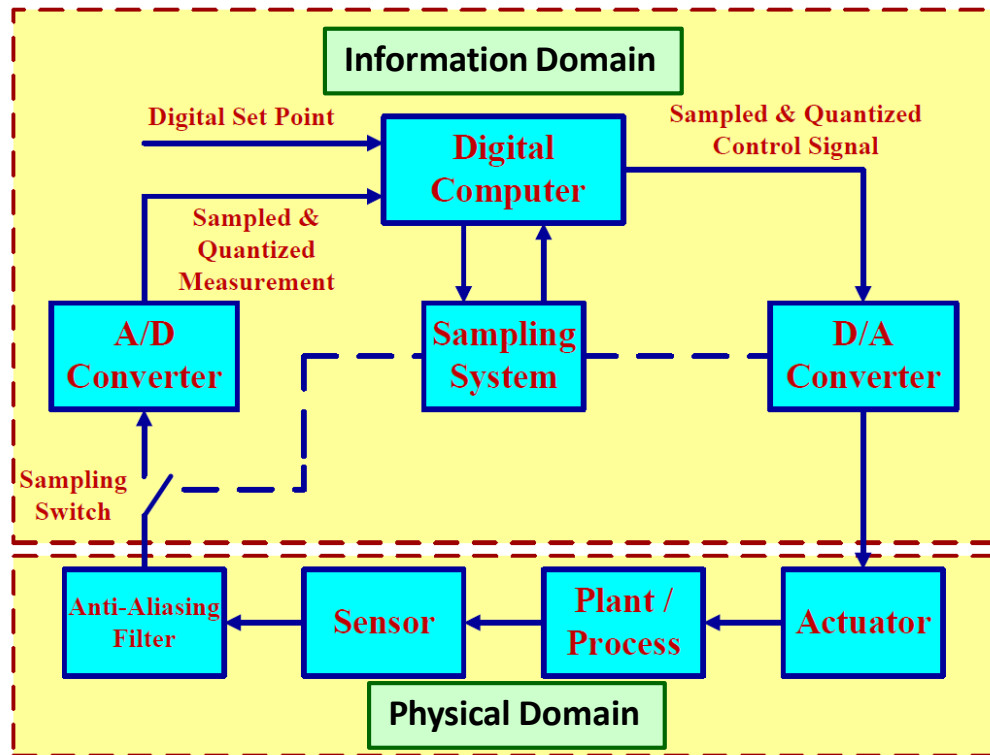 Information Domain
Digital Set Point
Sampled & Quantized
Control Signal
Digital
Computer
Sampled &
Quantized
Measurement
A/D
Converter
Sampling
System
D/A
Converter
Sampling
Switch
Anti-Aliasing
Filter
Sensor
Plant /
Process
Actuator
Physical Domain